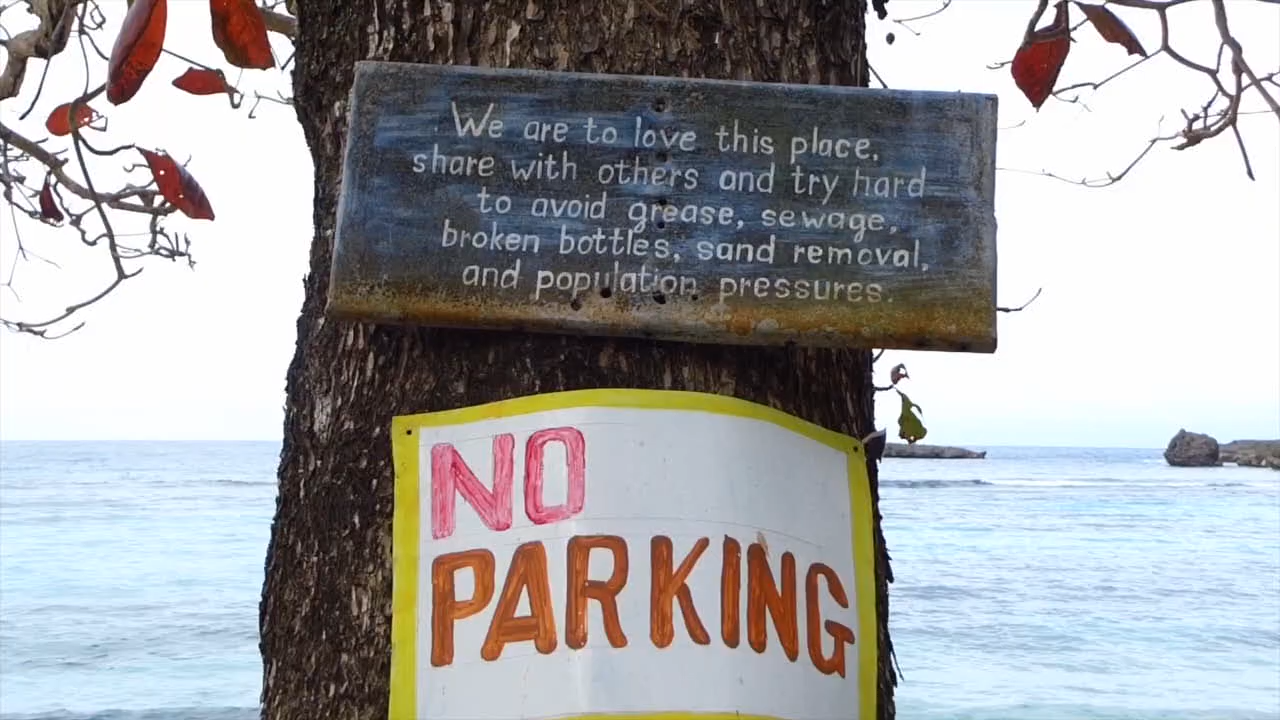 We are to love this place,
share with others and try hard
to avoid grease, sewage,
broken bottles, sand removal,
and population pressures.
NO
PARKING